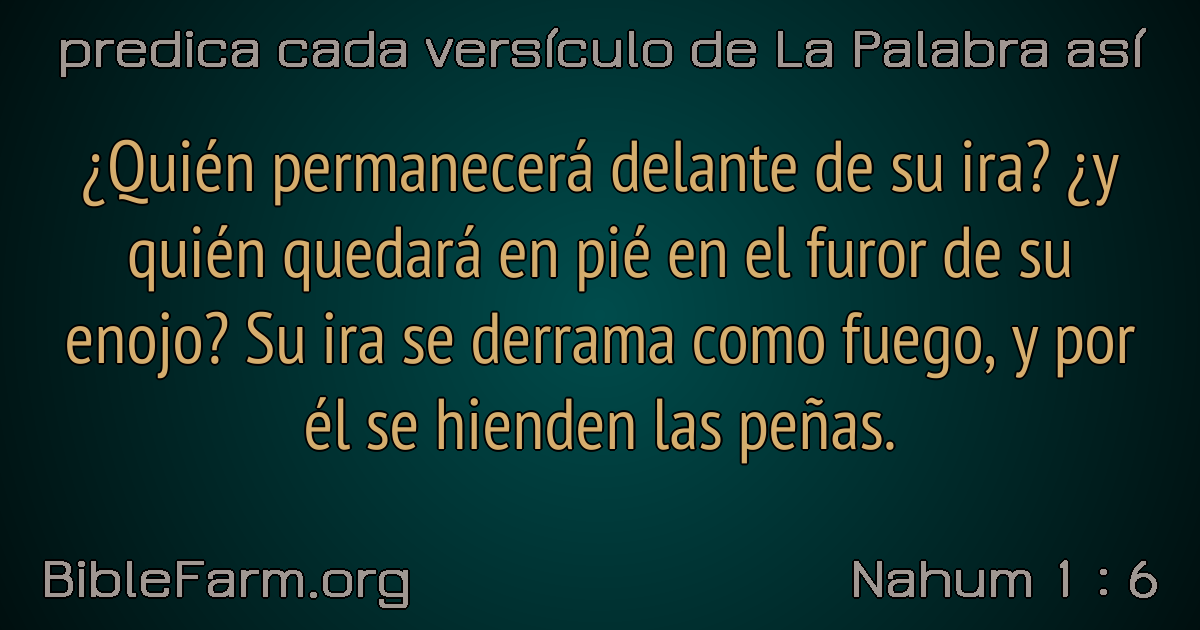 predica cada versículo de La Palabra así
¿Quién permanecerá delante de su ira? ¿y
quién quedará en pié en el furor de su
enojo? Su ira se derrama como fuego, y por
él se hienden las peñas.
BibleFarm.org
Nahum 1 : 6